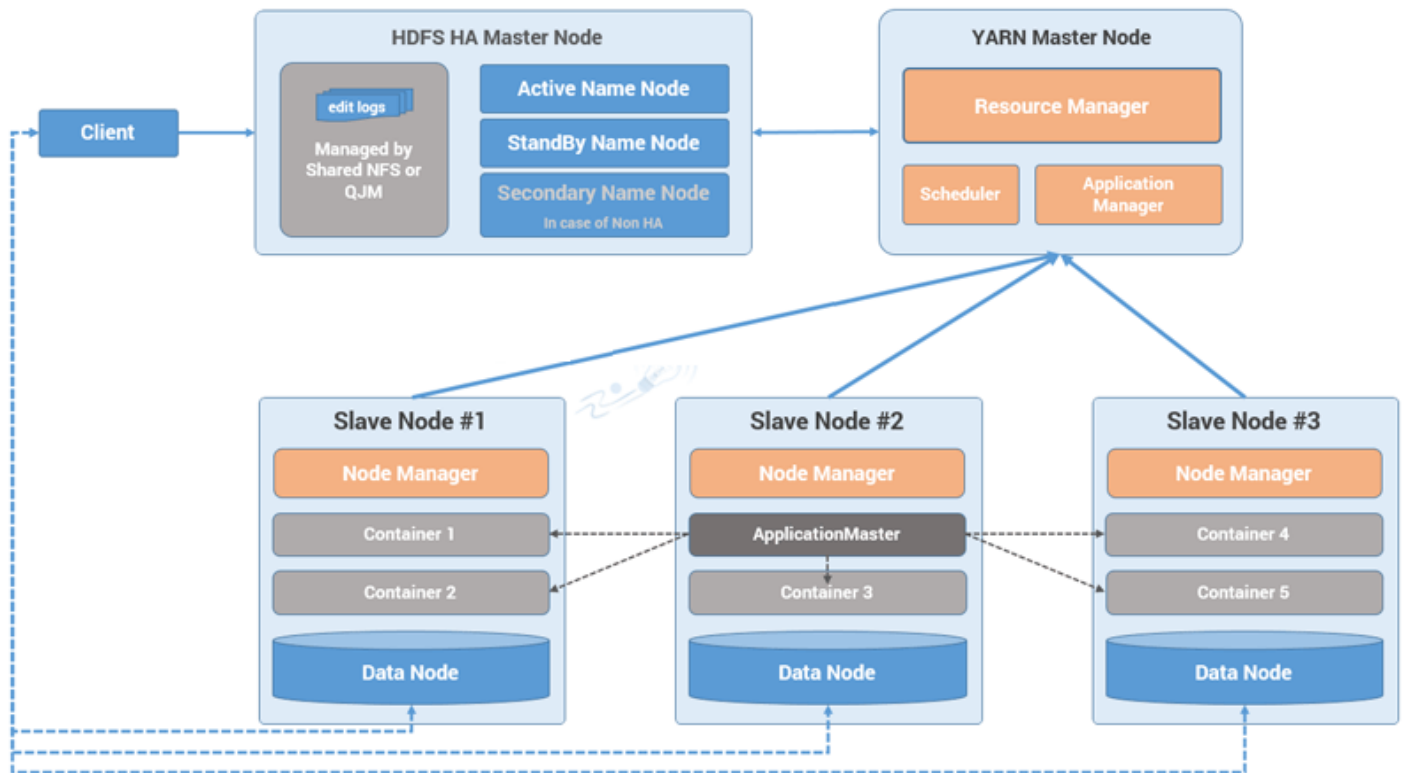 HDFS HA Master Node
edit logs
Managed by
Shared NFS or
QJM
Active Name Node
StandBy Name Node
Secondary Name Node
In case of Non HA
YARN Master Node
Resource Manager
Scheduler
Application
Manager
Client
Slave Node #1
Node Manager
Container 1
Container 2
Data Node
Slave Node #2
Node Manager
ApplicationMaster
Container 3
Data Node
Slave Node #3
Node Manager
Container 4
Container 5
Data Node